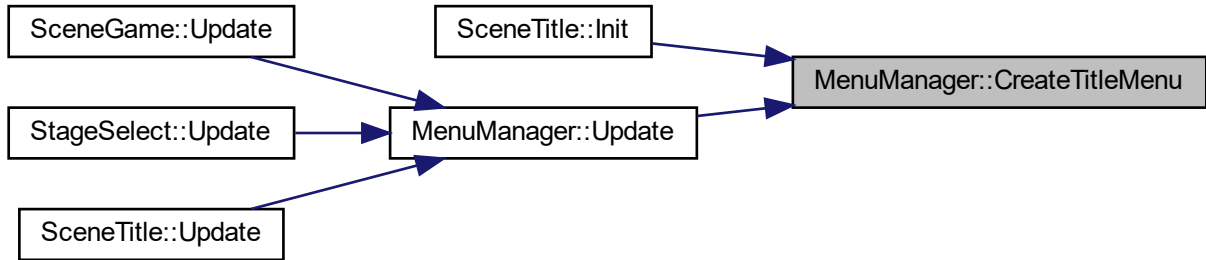 SceneGame::Update
SceneTitle::Init
MenuManager::CreateTitleMenu
StageSelect::Update
MenuManager::Update
SceneTitle::Update